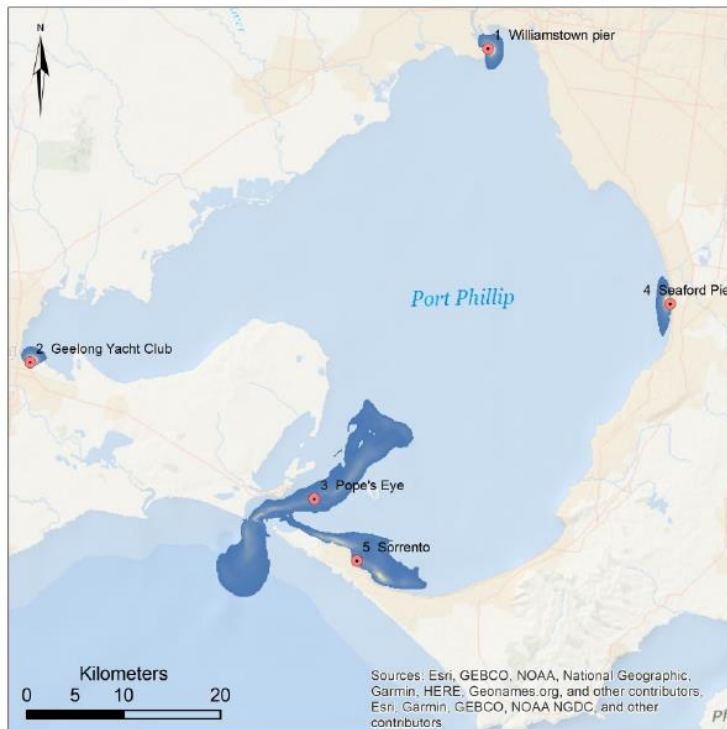 N
1 Williamstown pier
Port Phillip
4 Seaford Pie
2 Geelong Yacht Club
3 Pope's Eye
5 Sorrento
Kilometers
0 10 20
Sources: Esri, GEBCO, NOAA, National Geographic,
Garmin, HERE, Geonames.org, and other contributors,
Esri, Garmin, GEBCO, NOAA NGDC, and other
contributors
Ph